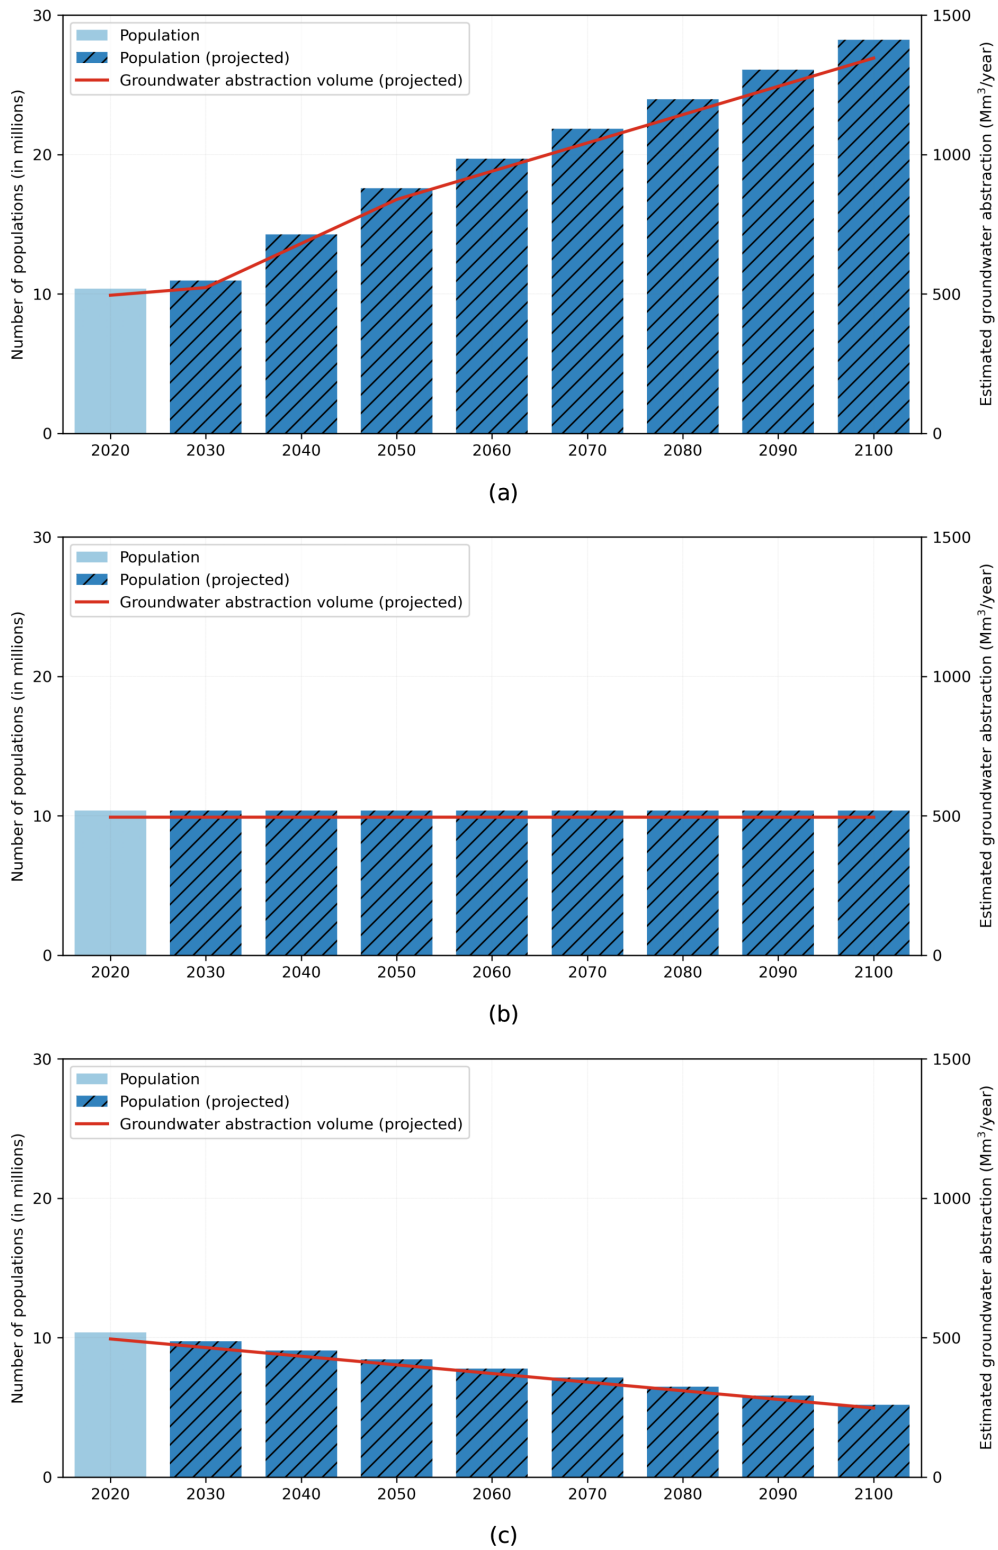 30
20
10
0
Number of populations (in millions)
Population
Population (projected)
Groundwater abstraction volume (projected)
1500
1000
500
0
Estimated groundwater abstraction (Mm³/year)
2020 2030 2040 2050 2060 2070 2080 2090 2100
(a)
30
20
10
0
Number of populations (in millions)
Population
Population (projected)
Groundwater abstraction volume (projected)
1500
1000
500
0
Estimated groundwater abstraction (Mm³/year)
2020 2030 2040 2050 2060 2070 2080 2090 2100
(b)
30
20
10
0
Number of populations (in millions)
Population
Population (projected)
Groundwater abstraction volume (projected)
1500
1000
500
0
Estimated groundwater abstraction (Mm³/year)
2020 2030 2040 2050 2060 2070 2080 2090 2100
(c)